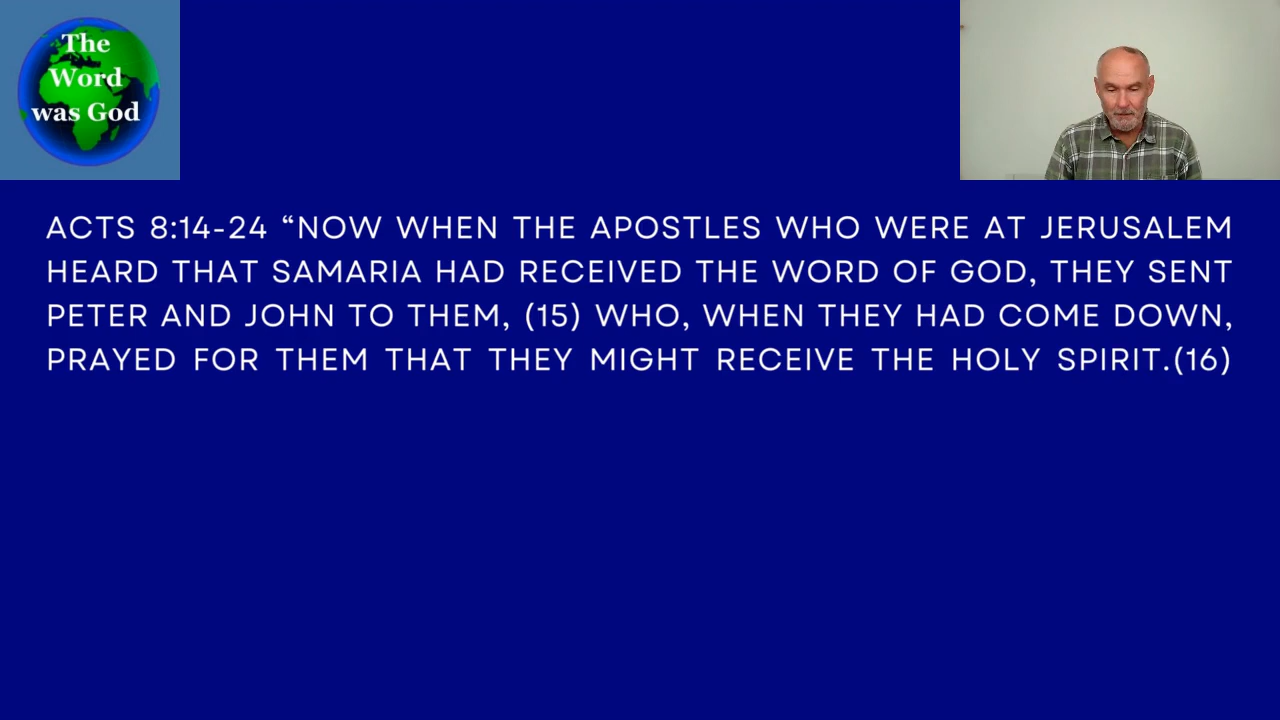 The
Word
was God
ACTS 8:14-24 “NOW WHEN THE APOSTLES WHO WERE AT JERUSALEM
HEARD THAT SAMARIA HAD RECEIVED THE WORD OF GOD, THEY SENT
PETER AND JOHN TO THEM, (15) WHO, WHEN THEY HAD COME DOWN,
PRAYED FOR THEM THAT THEY MIGHT RECEIVE THE HOLY SPIRIT.(16)